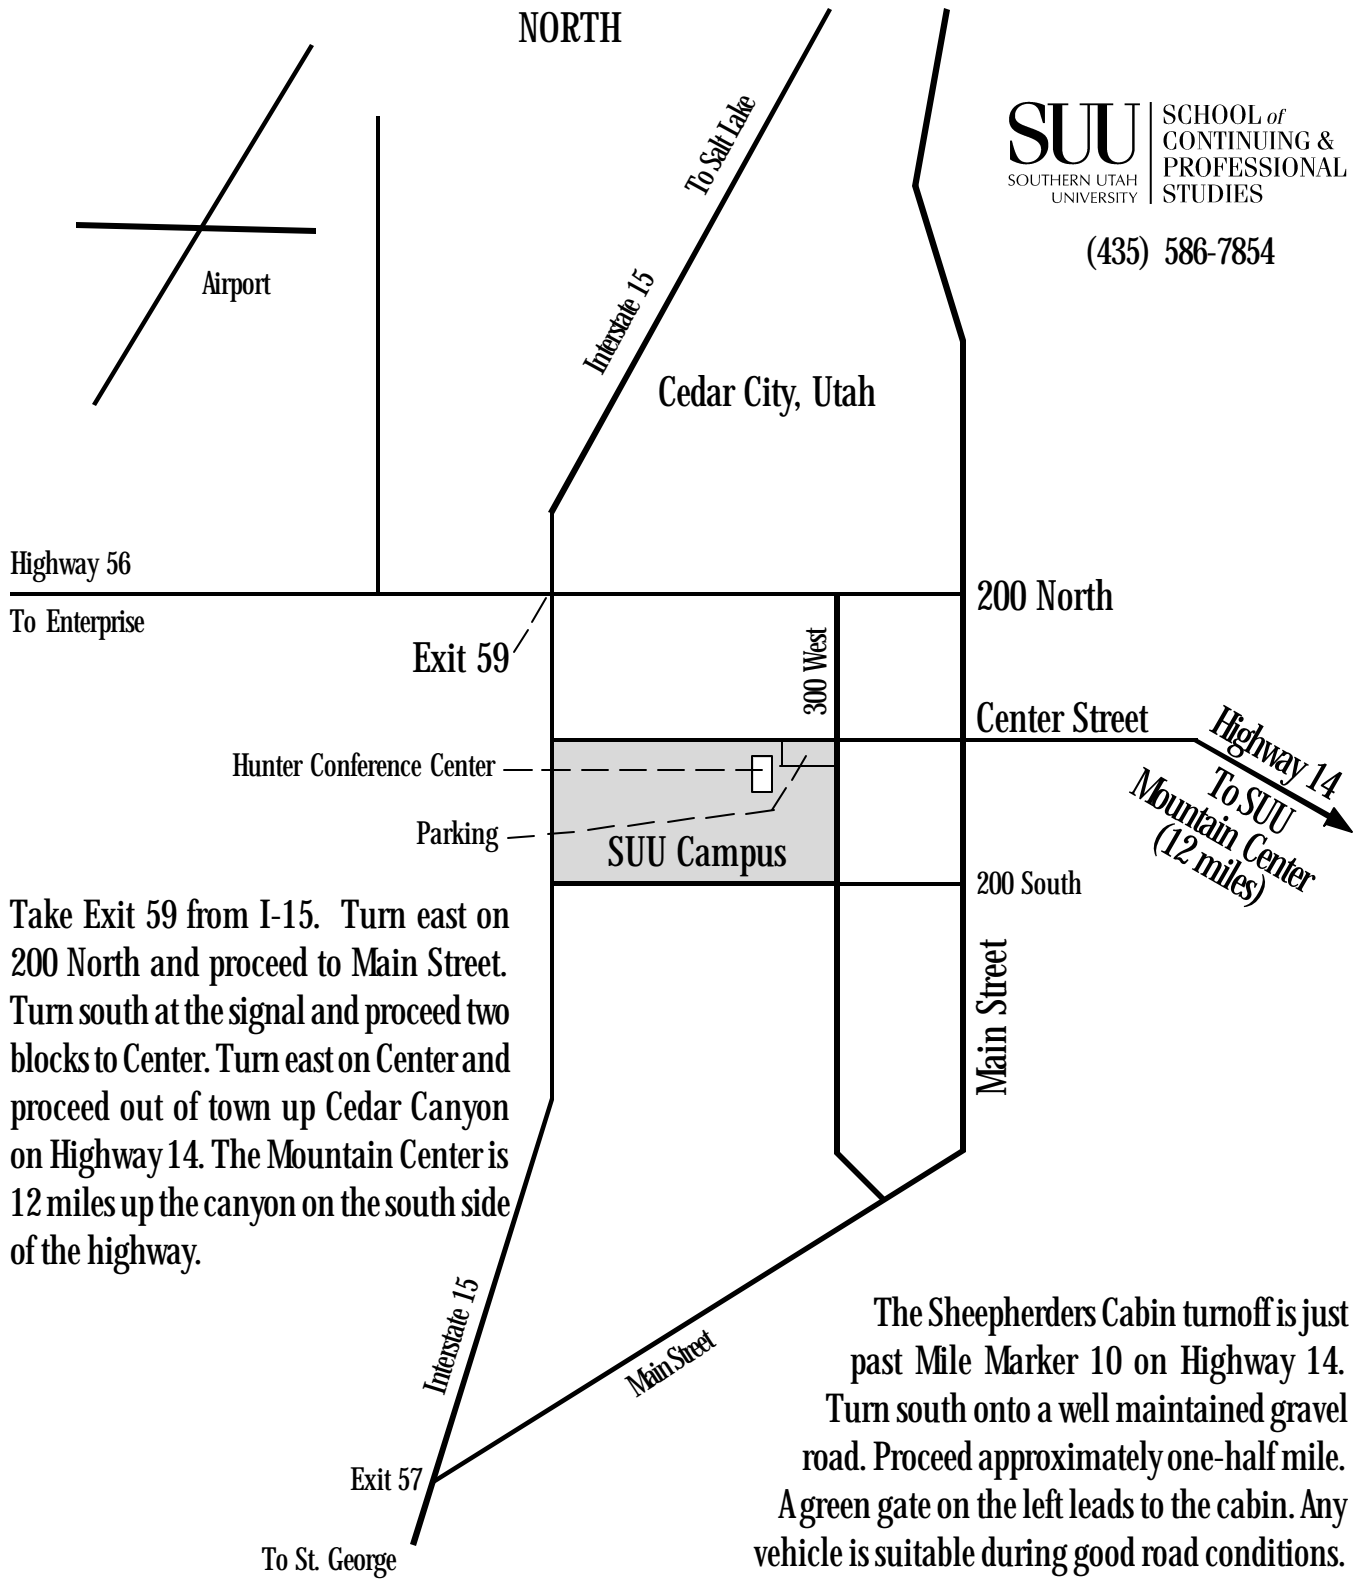 NORTH
To Salt Lake
SUU
SOUTHERN UTAH
UNIVERSITY
SCHOOL of
CONTINUING &
PROFESSIONAL
STUDIES
(435) 586-7854
Airport
Interstate 15
Cedar City, Utah
Highway 56
To Enterprise
200 North
Exit 59
300 West
Center Street
Highway 14
To SUU
Mountain Center
(12 miles)
Hunter Conference Center
Parking
SUU Campus
200 South
Main Street
Take Exit 59 from I-15. Turn east on
200 North and proceed to Main Street.
Turn south at the signal and proceed two
blocks to Center. Turn east on Center and
proceed out of town up Cedar Canyon
on Highway 14. The Mountain Center is
12 miles up the canyon on the south side
of the highway.
Interstate 15
Main Street
Exit 57
To St. George
The Sheepherders Cabin turnoff is just
past Mile Marker 10 on Highway 14.
Turn south onto a well maintained gravel
road. Proceed approximately one-half mile.
A green gate on the left leads to the cabin. Any
vehicle is suitable during good road conditions.